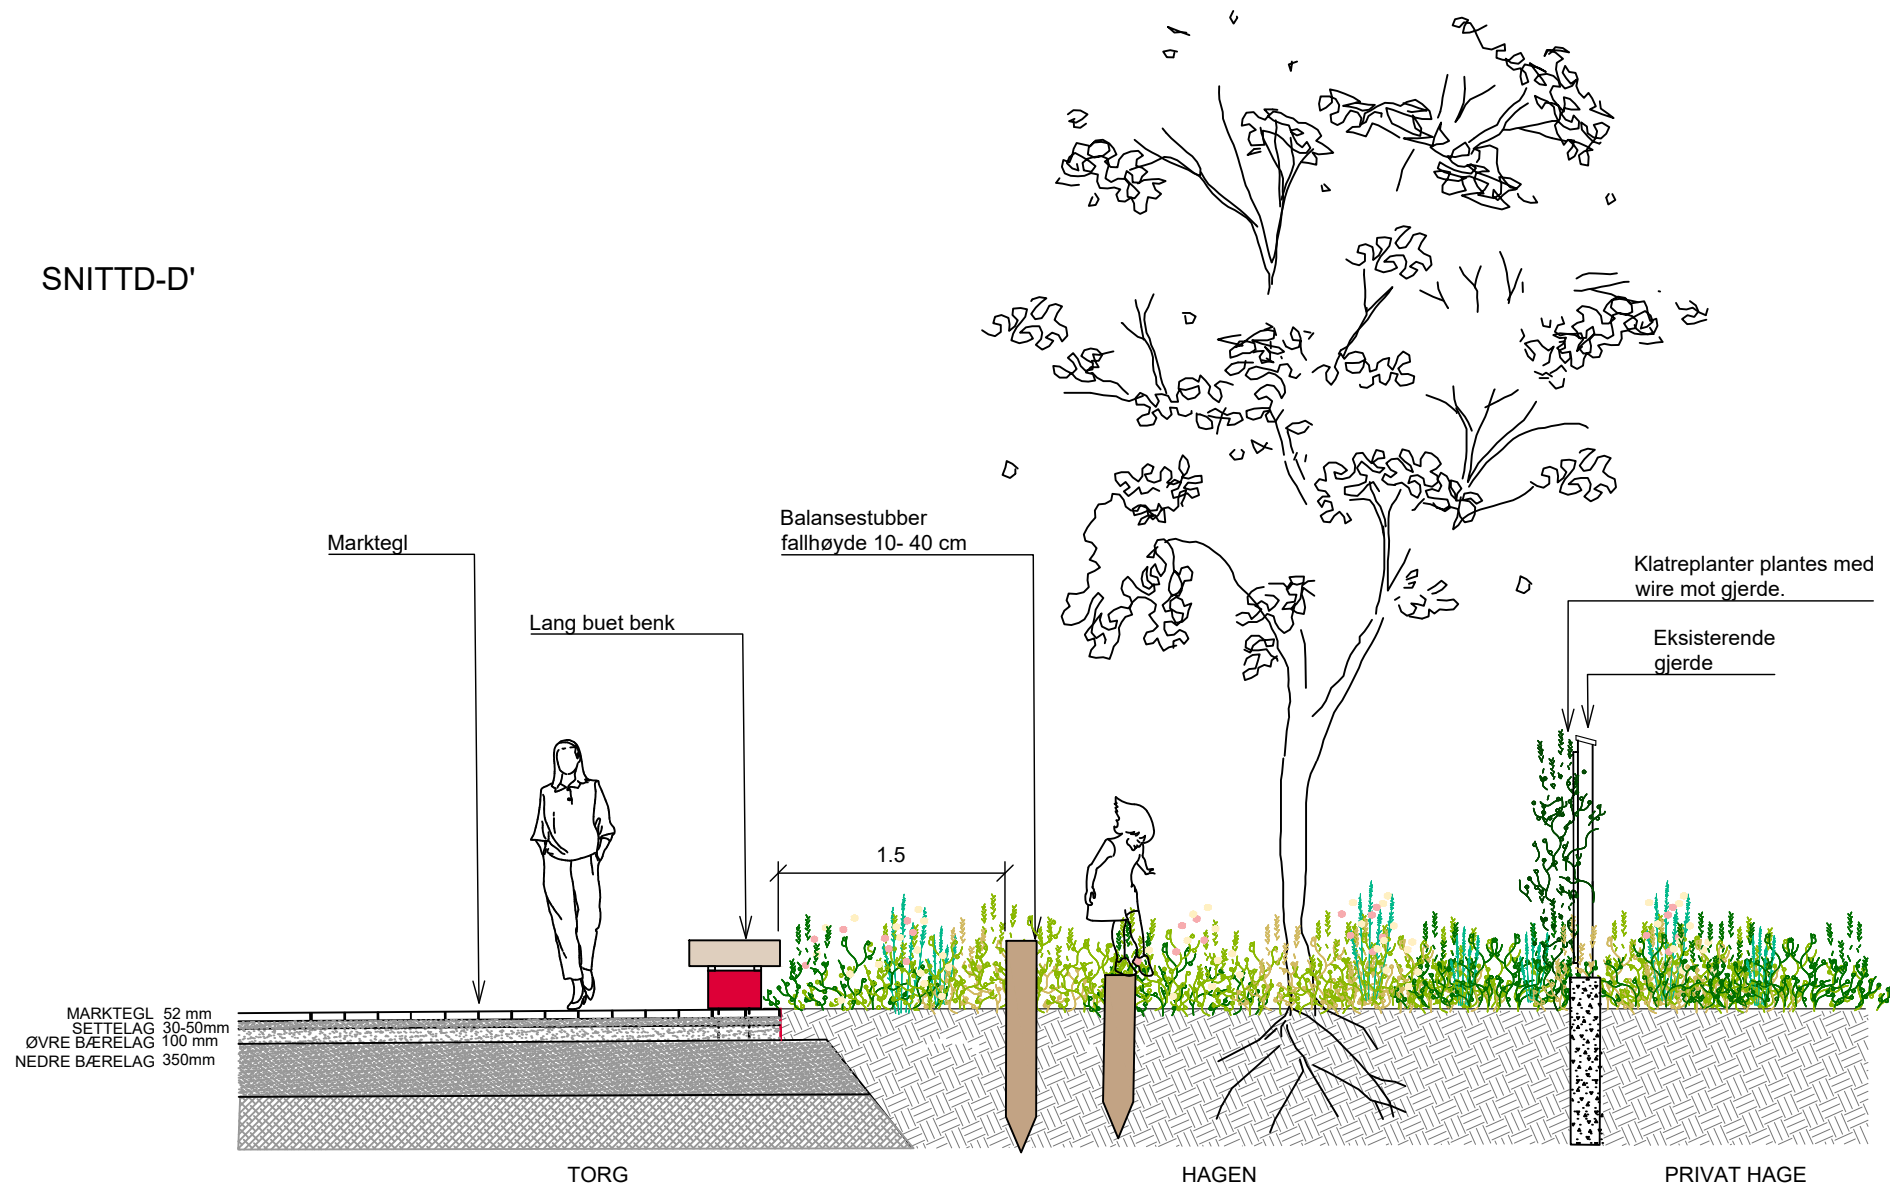 SNITTD-D'
Marktegl
Lang buet benk
Balansestubber
fallhøyde 10- 40 cm
Klatreplanter plantes med
wire mot gjerde.
Eksisterende
gjerde
1.5
MARKTEGL 52 mm
SETTELAG 30-50mm
ØVRE BÆRELAG 100 mm
NEDRE BÆRELAG 350mm
TORG
HAGEN
PRIVAT HAGE